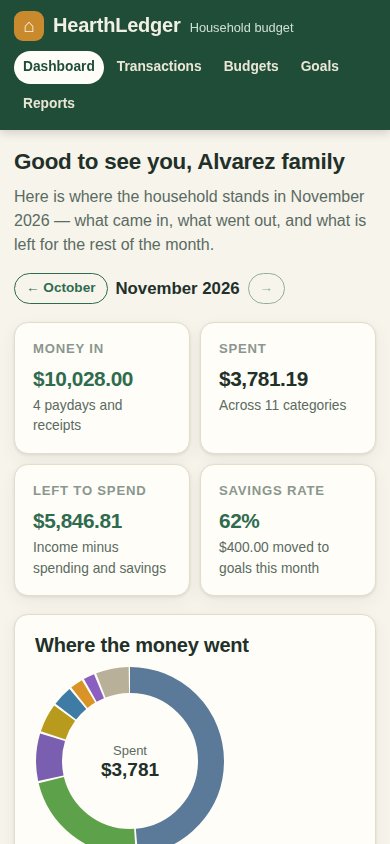 HearthLedger Household budget
Dashboard Transactions Budgets Goals
Reports
Good to see you, Alvarez family
Here is where the household stands in November
2026 — what came in, what went out, and what is
left for the rest of the month.
← October November 2026 →
MONEY IN
$10,028.00
4 paydays and
receipts
SPENT
$3,781.19
Across 11 categories
LEFT TO SPEND
$5,846.81
Income minus
spending and savings
SAVINGS RATE
62%
$400.00 moved to
goals this month
Where the money went
Spent
$3,781